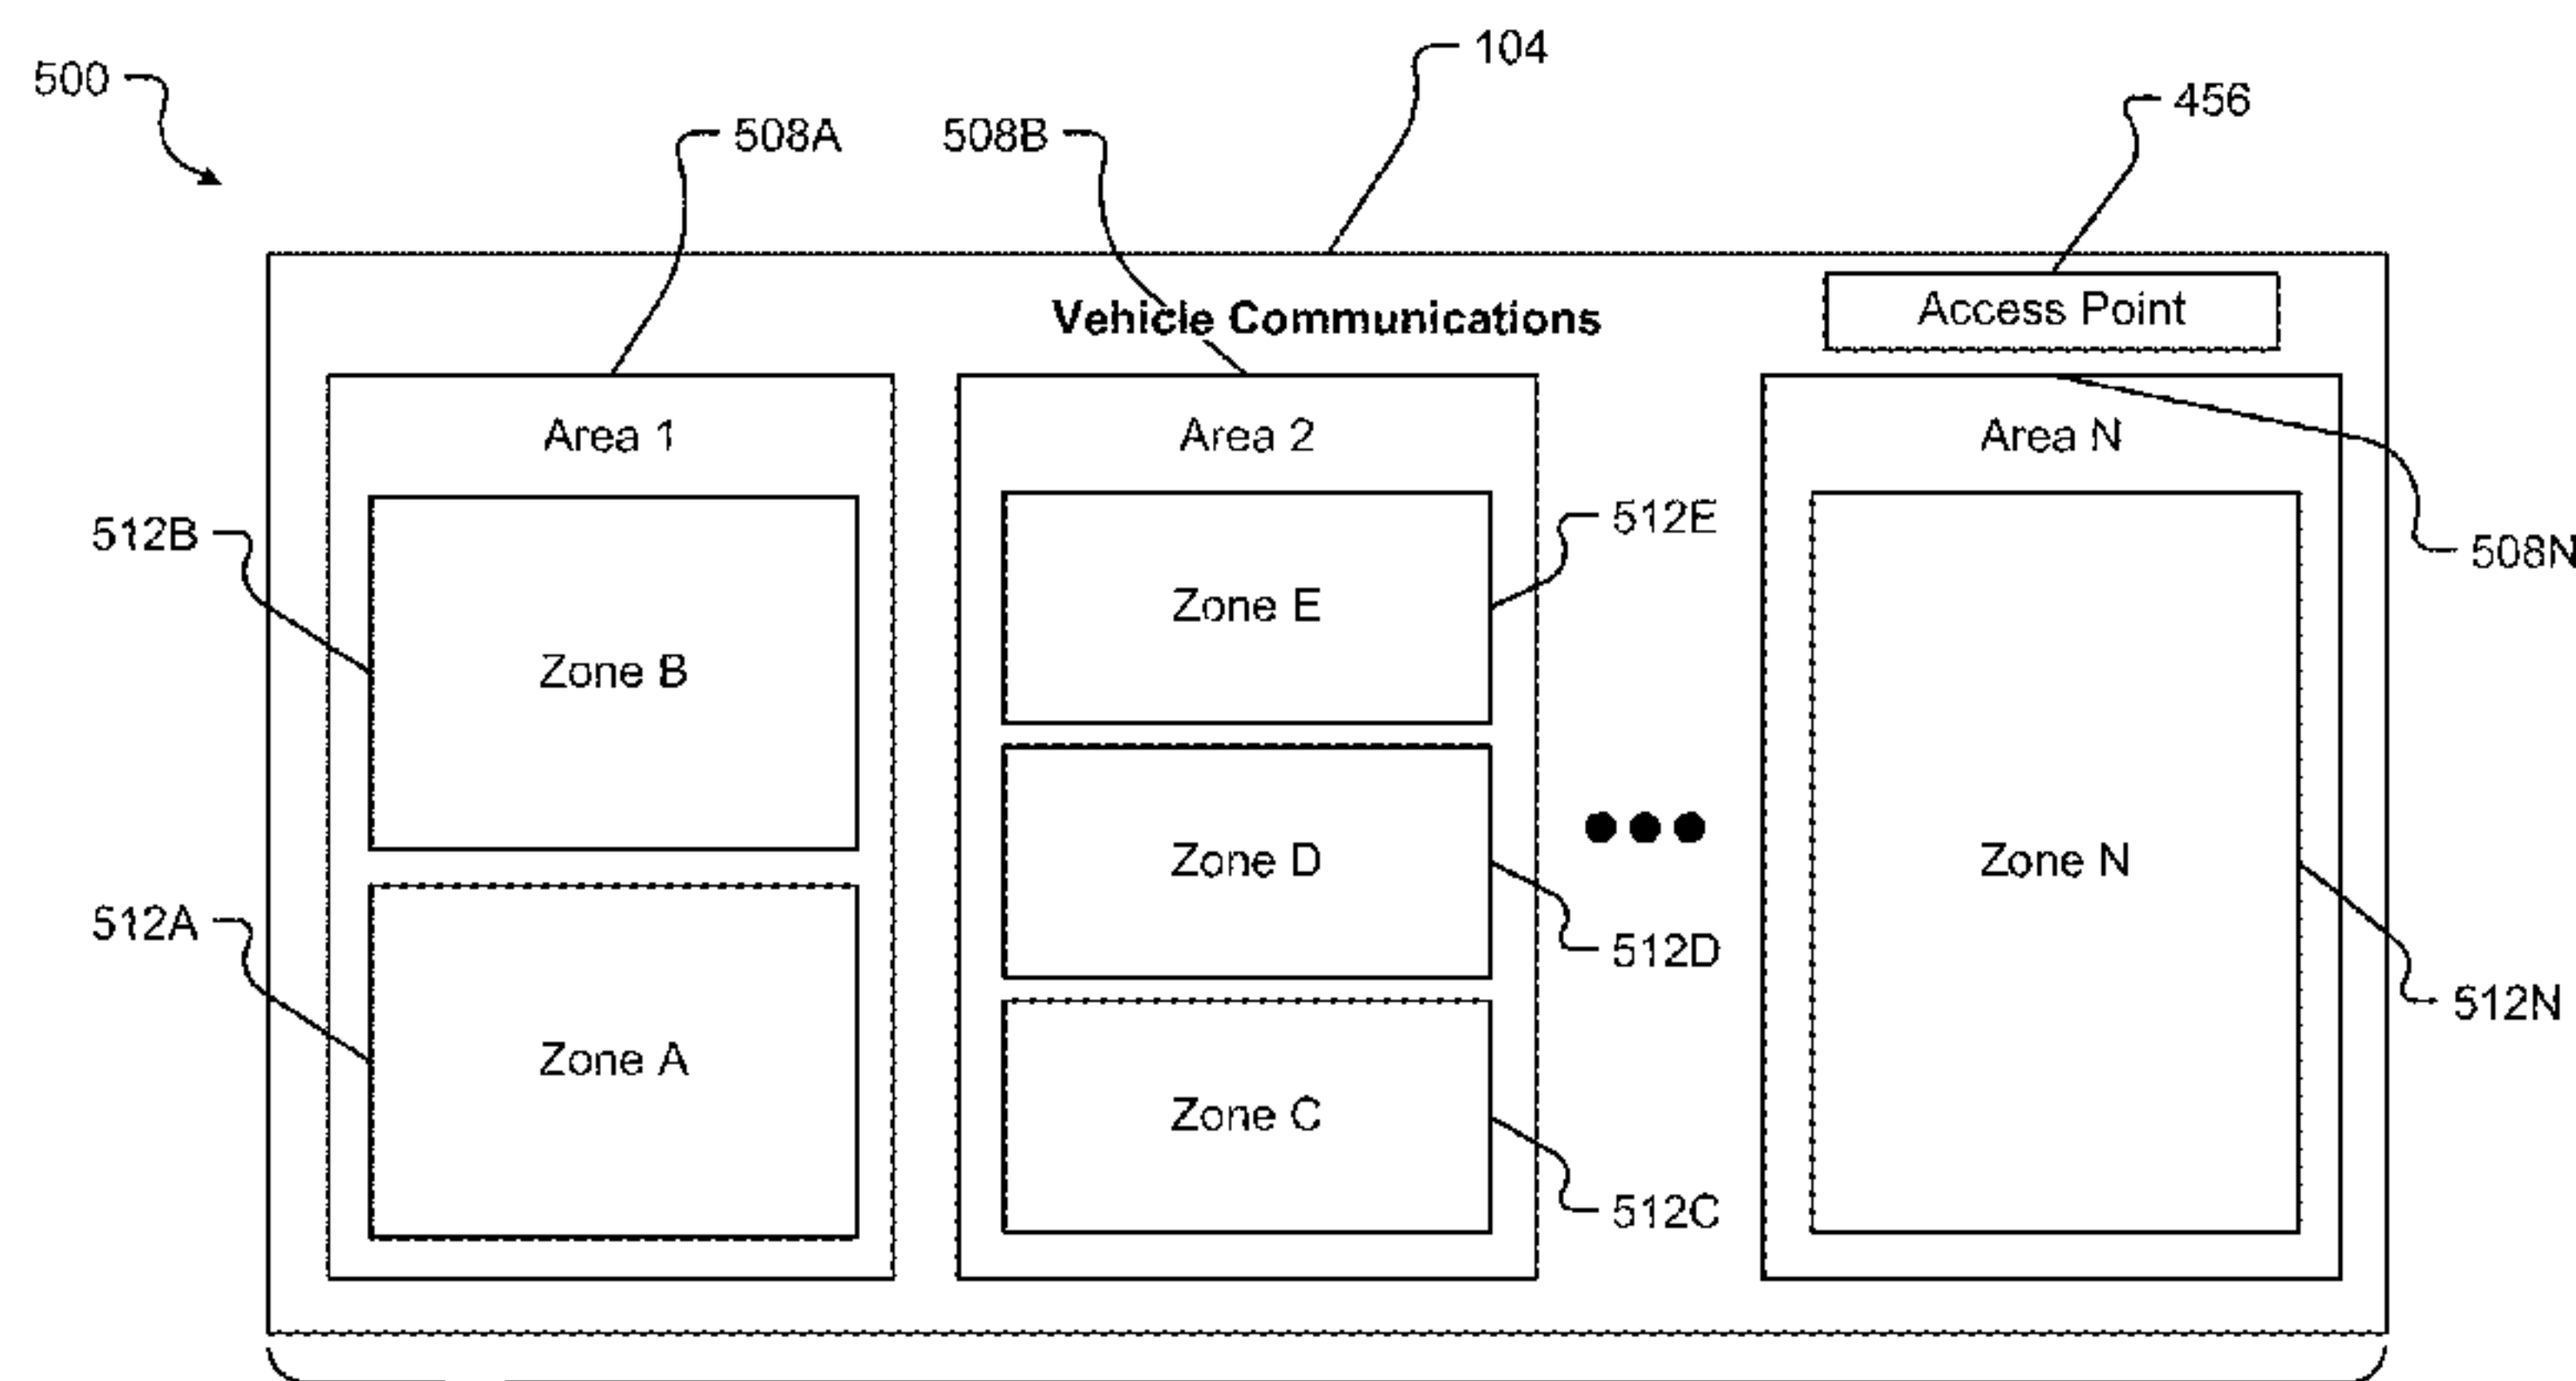 104
500
456
508A
508B
Vehicle Communications
Access Point
Area 1
Area 2
Area N
512B
512E
508N
Zone E
Zone B
Zone D
Zone N
512A
512D
512N
Zone A
Zone C
512C